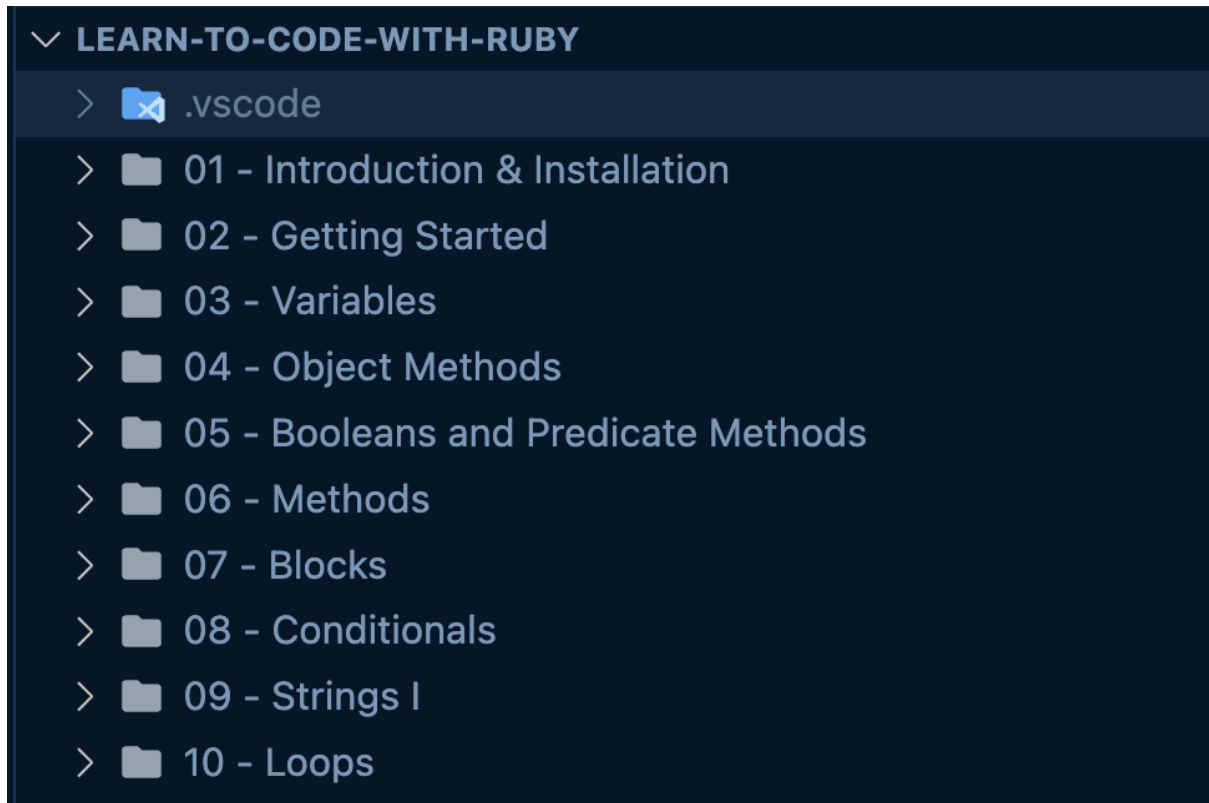 LEARN-TO-CODE-WITH-RUBY
.vscode
01 - Introduction & Installation
02 - Getting Started
03 - Variables
04 - Object Methods
05 - Booleans and Predicate Methods
06 - Methods
07 - Blocks
08 - Conditionals
09 - Strings I
10 - Loops